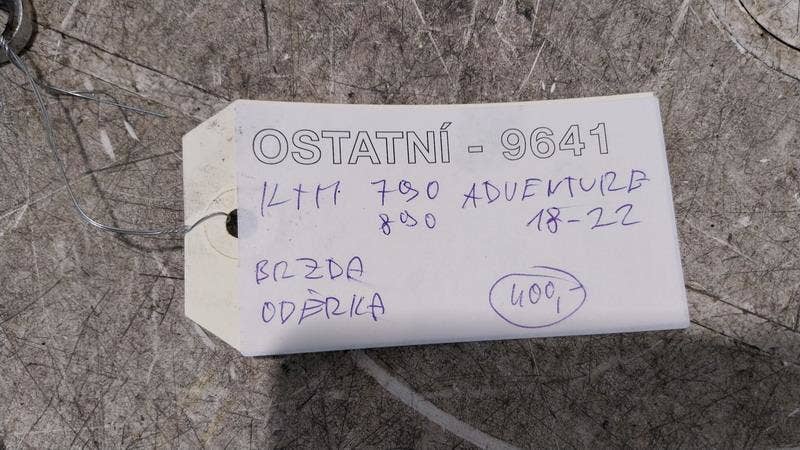 OSTATNÍ - 9641
KTM 790 ADVENTURE
890 18-22
BRZDA
ODĚRKA 400,-